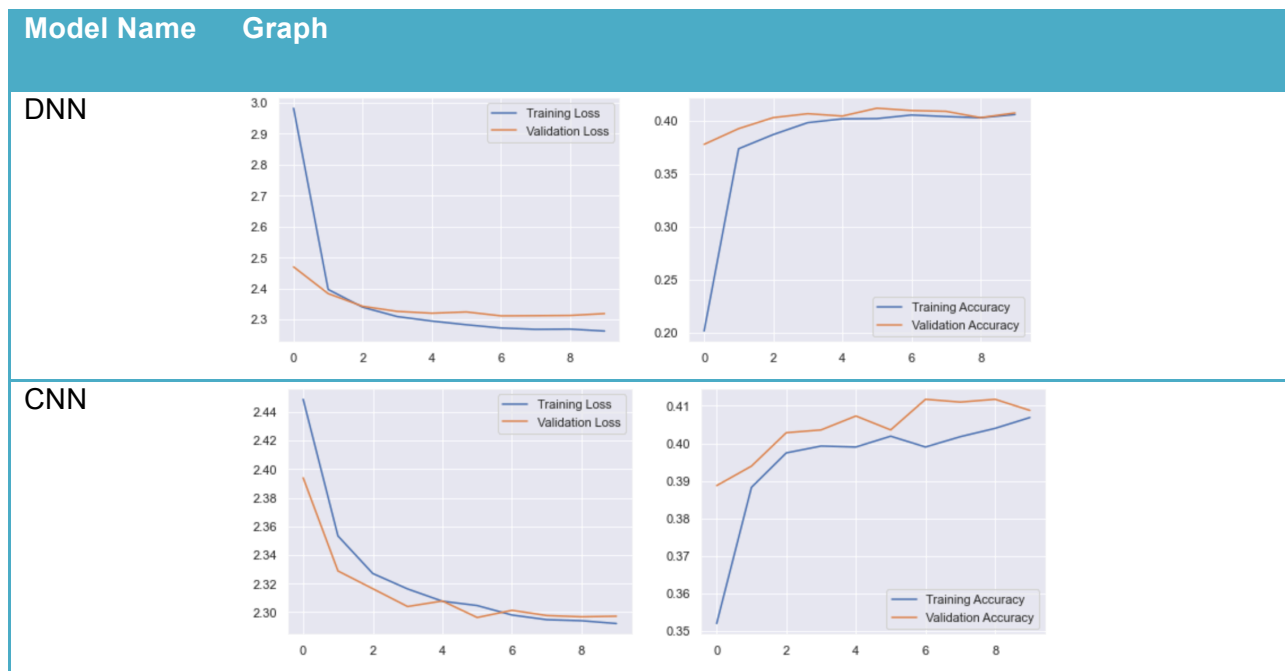 Model Name Graph
DNN
3.0
2.9
2.8
2.7
2.6
2.5
2.4
2.3
0 2 4 6 8
Training Loss
Validation Loss
0.40
0.35
0.30
0.25
0.20
0 2 4 6 8
Training Accuracy
Validation Accuracy
CNN
2.44
2.42
2.40
2.38
2.36
2.34
2.32
2.30
0 2 4 6 8
Training Loss
Validation Loss
0.41
0.40
0.39
0.38
0.37
0.36
0.35
0 2 4 6 8
Training Accuracy
Validation Accuracy